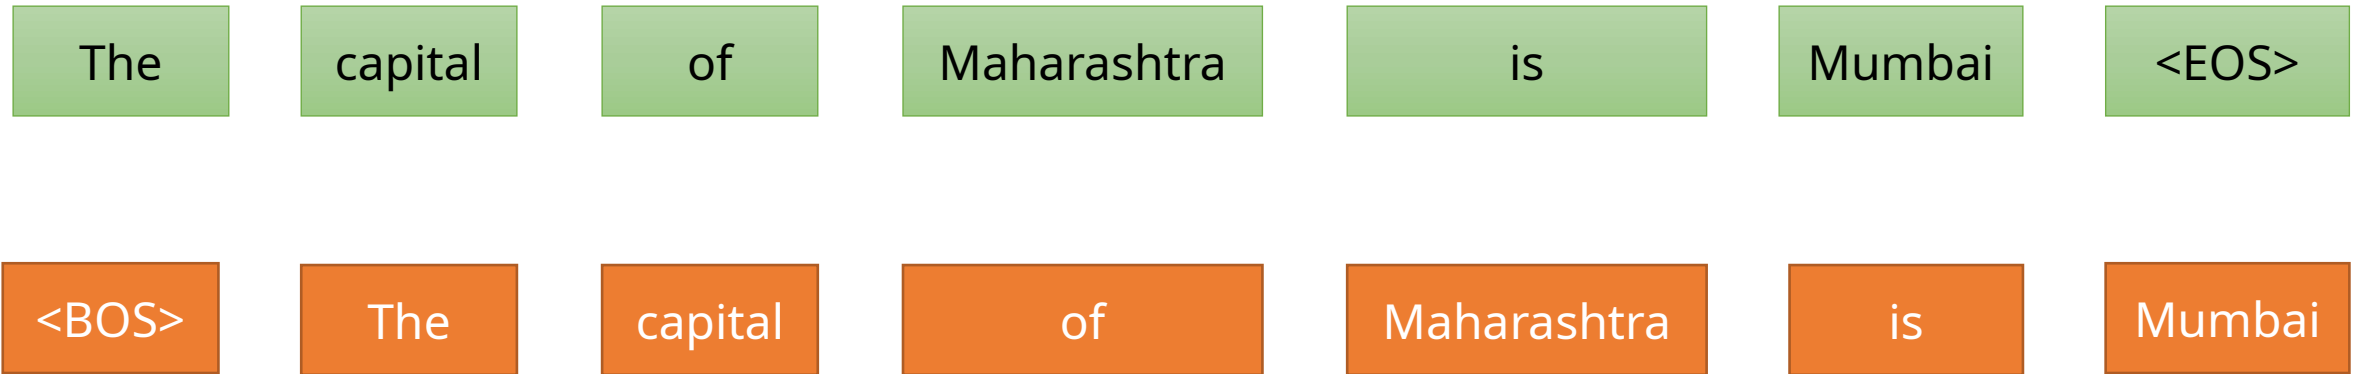 The capital of Maharashtra is Mumbai <EOS>
<BOS> The capital of Maharashtra is Mumbai